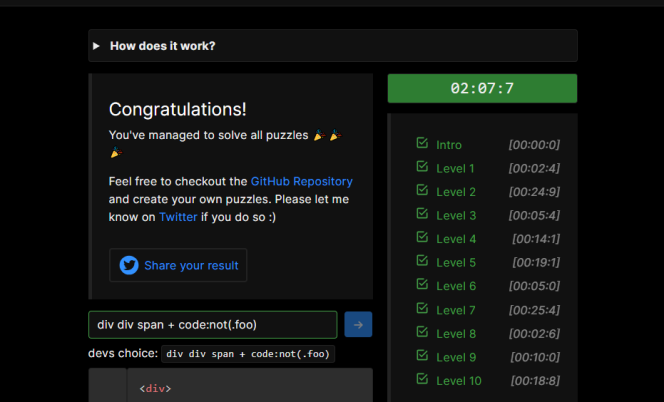 How does it work?
Congratulations!
You've managed to solve all puzzles 🎉 🎉
🎉
Feel free to checkout the GitHub Repository
and create your own puzzles. Please let me
know on Twitter if you do so :)
Share your result
div div span + code:not(.foo)
devs choice: div div span + code:not(.foo)
<div>
02:07:7
Intro [00:00:0]
Level 1 [00:02:4]
Level 2 [00:24:9]
Level 3 [00:05:4]
Level 4 [00:14:1]
Level 5 [00:19:1]
Level 6 [00:05:0]
Level 7 [00:25:4]
Level 8 [00:02:6]
Level 9 [00:10:0]
Level 10 [00:18:8]